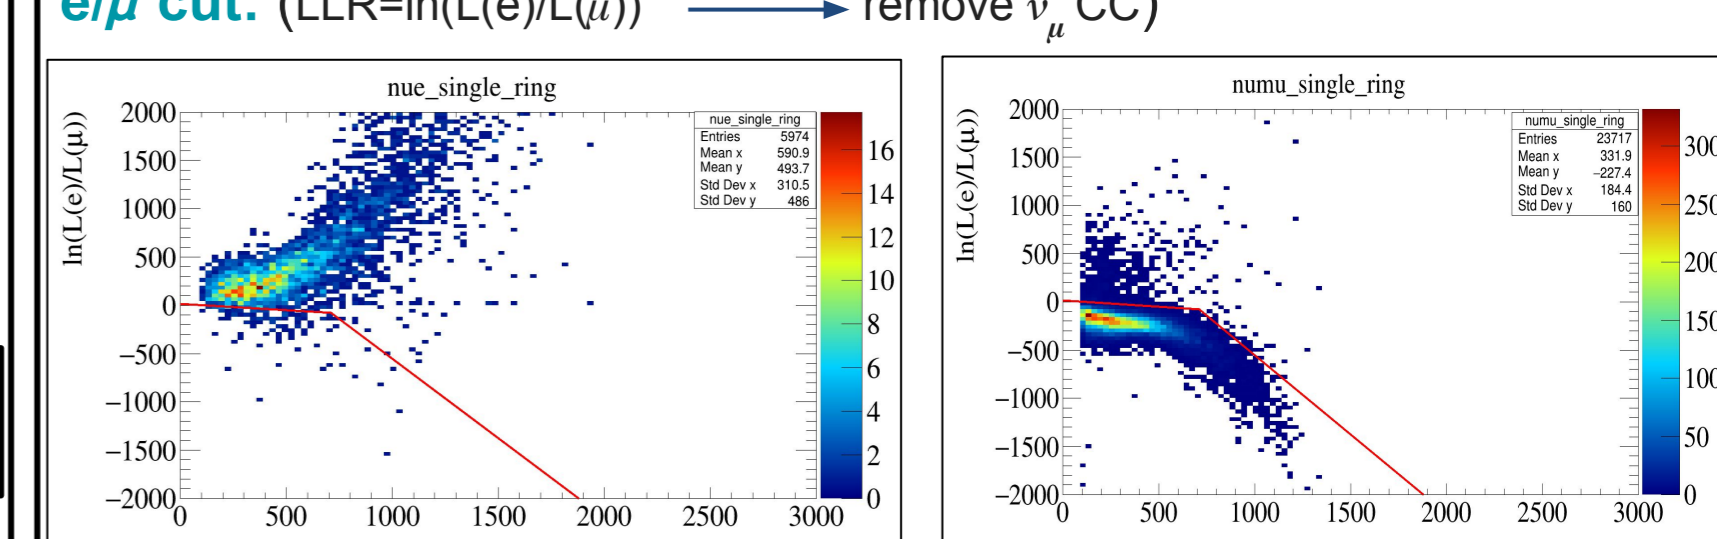 e/μ cut: (LLR=ln(L(e)/L(μ)) → remove ν_μ CC)
nue_single_ring
ln(L(e)/L(μ))
2000
1500
1000
500
0
−500
−1000
−1500
−2000
0 500 1000 1500 2000 2500 3000
nue_single_ring
Entries 5974
Mean x 590.9
Mean y 493.7
Std Dev x 310.5
Std Dev y 486
16
14
12
10
8
6
4
2
0
numu_single_ring
ln(L(e)/L(μ))
2000
1500
1000
500
0
−500
−1000
−1500
−2000
0 500 1000 1500 2000 2500 3000
numu_single_ring
Entries 23717
Mean x 331.9
Mean y −227.4
Std Dev x 184.4
Std Dev y 160
300
250
200
150
100
50
0